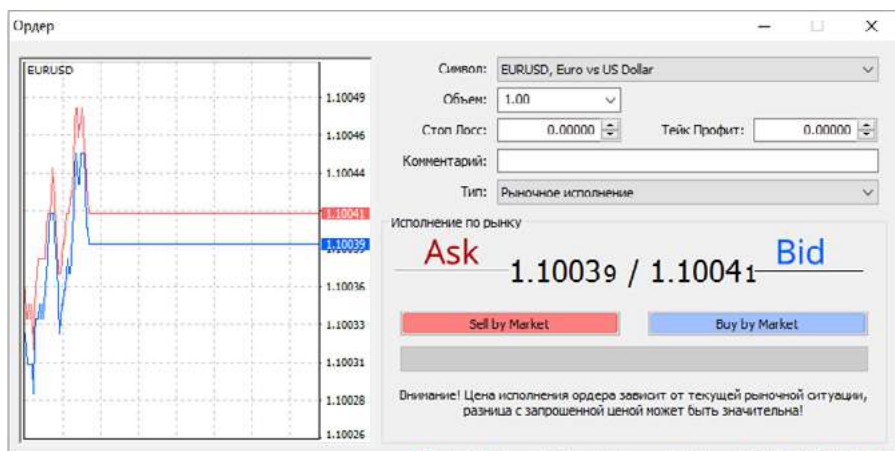 Ордер
EURUSD
1.10049
1.10046
1.10044
1.10041
1.10039
1.10036
1.10033
1.10031
1.10028
1.10026
Символ: EURUSD, Euro vs US Dollar
Объем: 1.00
Стоп Лосс: 0.00000 Тейк Профит: 0.00000
Комментарий:
Тип: Рыночное исполнение
Исполнение по рынку
Ask 1.10039 / 1.10041 Bid
Sell by Market Buy by Market
Внимание! Цена исполнения ордера зависит от текущей рыночной ситуации,
разница с запрошенной ценой может быть значительна!